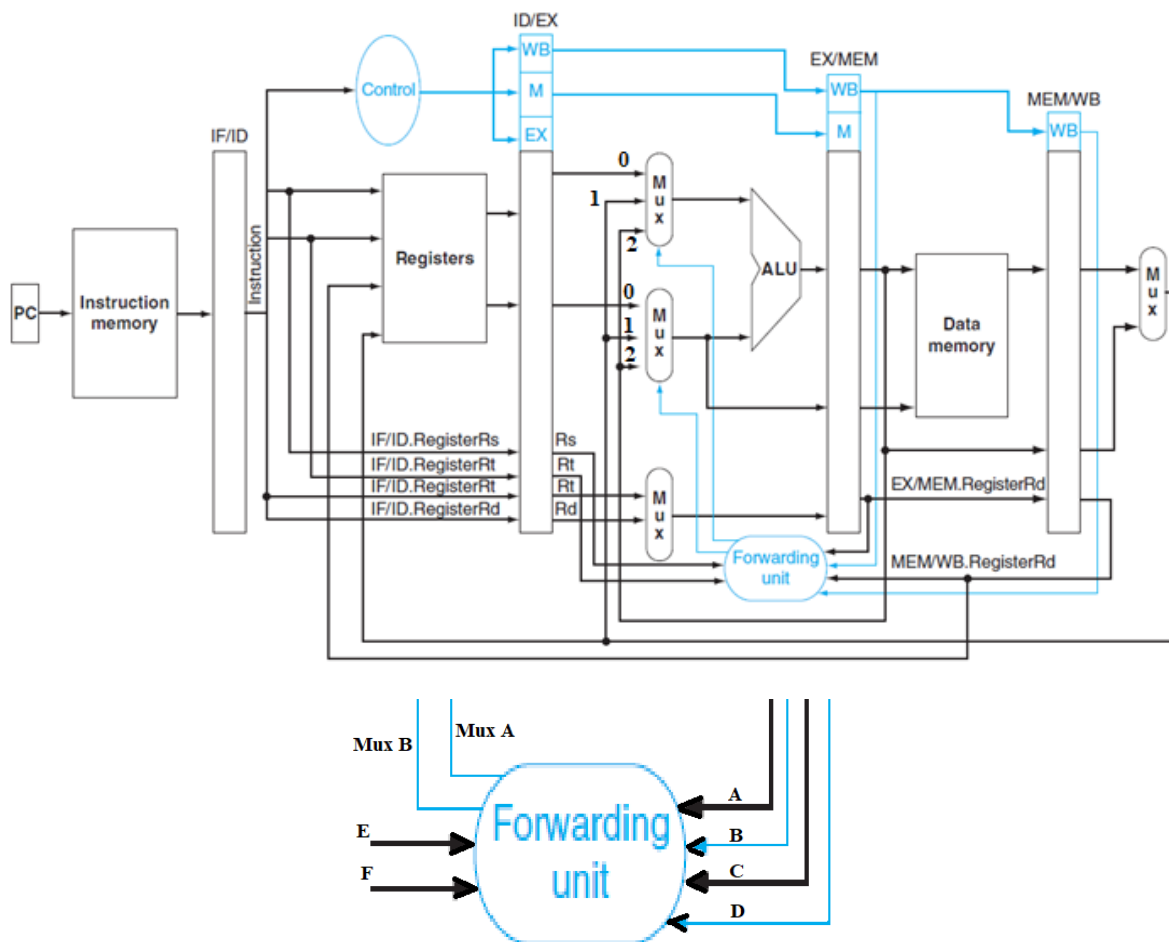 ID/EX
WB
EX/MEM
Control
M
WB
MEM/WB
IF/ID
EX
M
WB
0
M
u
x
1
2
Instruction
Registers
ALU
M
u
x
PC
Instruction
memory
0
1
2
M
u
x
Data
memory
IF/ID.RegisterRs
Rs
IF/ID.RegisterRt
Rt
IF/ID.RegisterRt
Rt
IF/ID.RegisterRd
Rd
M
u
x
EX/MEM.RegisterRd
Forwarding
unit
MEM/WB.RegisterRd
Mux B
Mux A
A
Forwarding
E
B
unit
F
C
D